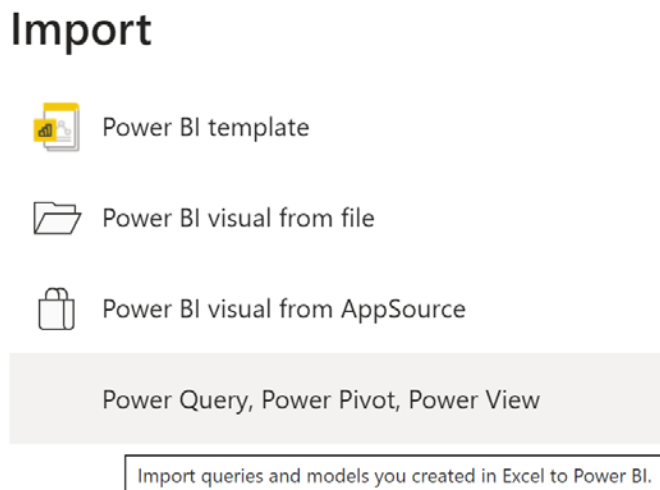 Import
Power BI template
Power BI visual from file
Power BI visual from AppSource
Power Query, Power Pivot, Power View
Import queries and models you created in Excel to Power BI.